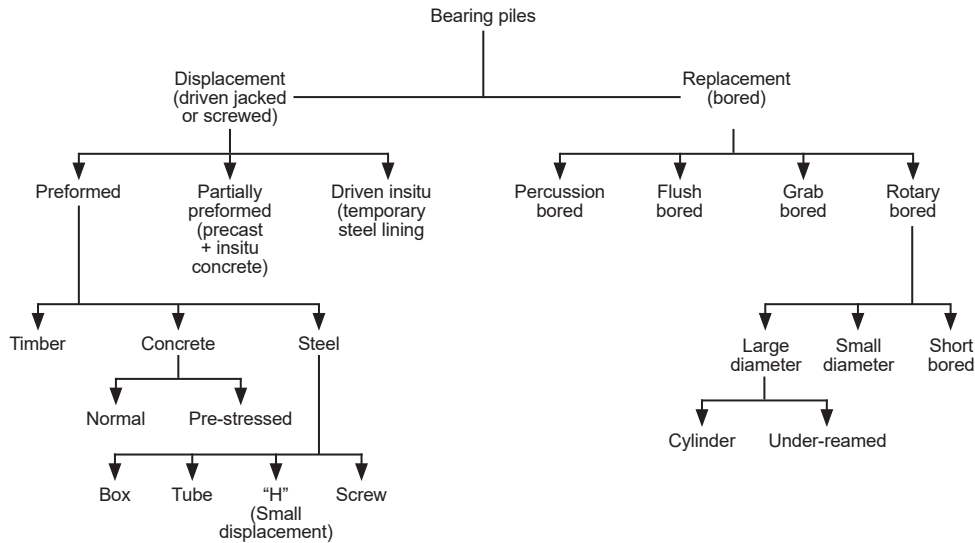 Bearing piles
Displacement
(driven jacked
or screwed)
Replacement
(bored)
Preformed
Partially
preformed
(precast
+ insitu
concrete)
Driven insitu
(temporary
steel lining
Percussion
bored
Flush
bored
Grab
bored
Rotary
bored
Timber
Concrete
Steel
Large
diameter
Small
diameter
Short
bored
Normal
Pre-stressed
Cylinder
Under-reamed
Box
Tube
“H”
(Small
displacement)
Screw